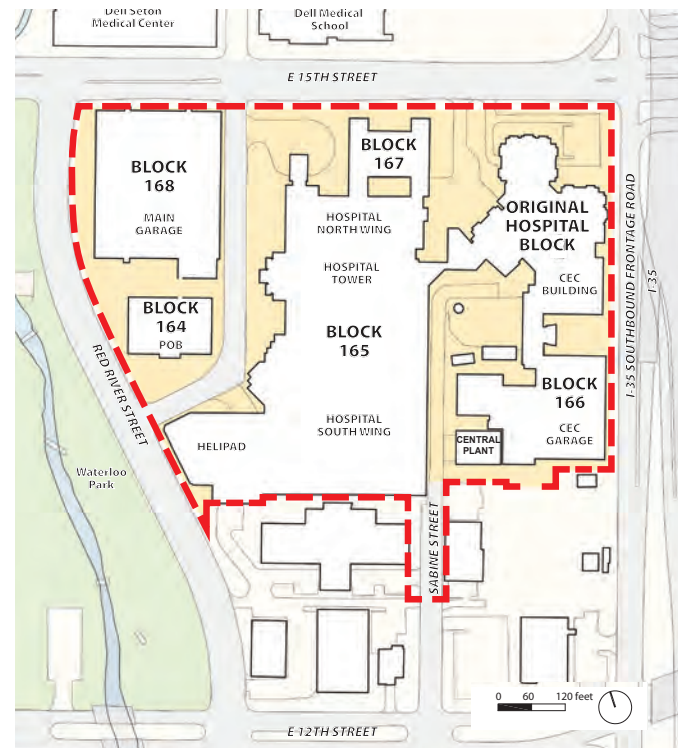 Dell Seton
Medical Center
Dell Medical
School
E 15TH STREET
BLOCK
167
BLOCK
168
MAIN
GARAGE
HOSPITAL
NORTH WING
ORIGINAL
HOSPITAL
BLOCK
HOSPITAL
TOWER
CEC
BUILDING
I-35 SOUTHBOUND FRONTAGE ROAD
I-35
BLOCK
164
POB
BLOCK
165
RED RIVER STREET
BLOCK
166
HOSPITAL
SOUTH WING
HELIPAD
CENTRAL
PLANT
CEC
GARAGE
Waterloo
Park
SABINE STREET
0 60 120 feet
E 12TH STREET